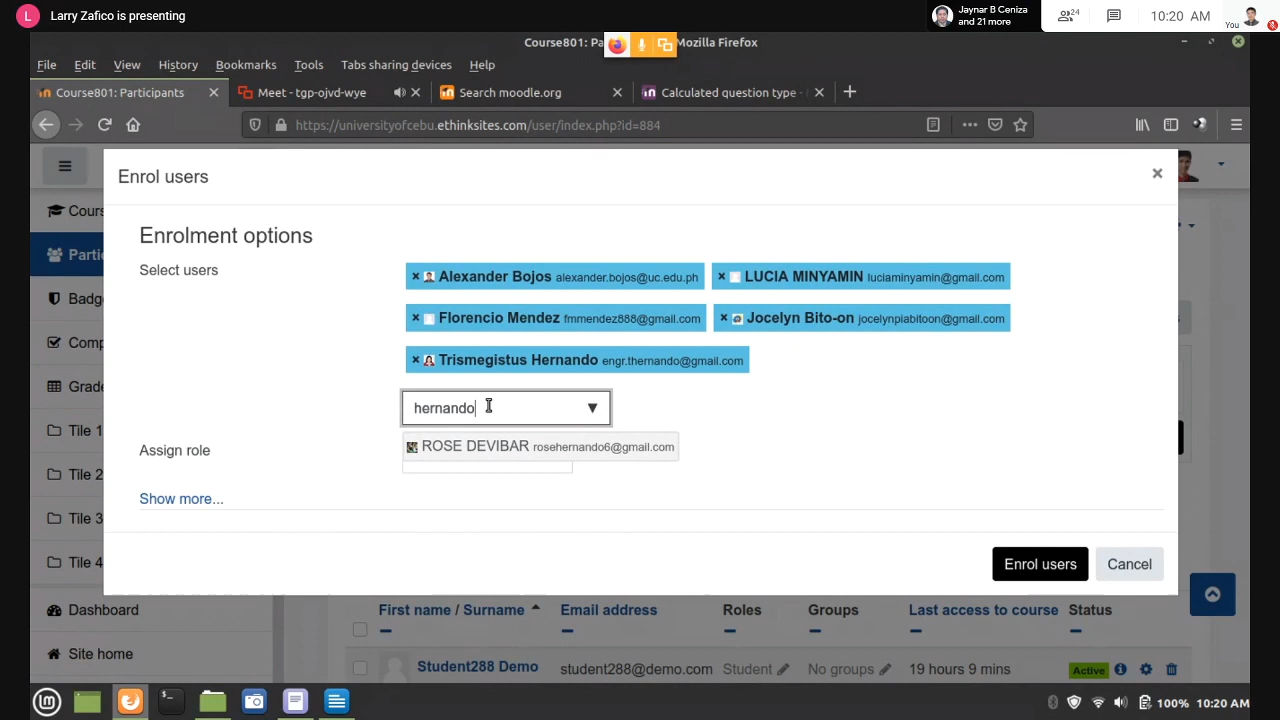 L Larry Zafico is presenting
Jaynar B Ceniza
and 21 more
24
10:20 AM
You
Course801: Pa
Mozilla Firefox
File Edit View History Bookmarks Tools Tabs sharing devices Help
Course801: Participants
Meet - tgp-ojvd-wye
Search moodle.org
Calculated question type -
https://universityofcebu.ethinksites.com/user/index.php?id=884
Enrol users
Enrolment options
Select users
× Alexander Bojos alexander.bojos@uc.edu.ph
× LUCIA MINYAMIN luciaminyamin@gmail.com
× Florencio Mendez fmmendez888@gmail.com
× Jocelyn Bito-on jocelynpiabitoon@gmail.com
× Trismegistus Hernando engr.thernando@gmail.com
hernando ▼
ROSE DEVIBAR rosehernando6@gmail.com
Assign role
Show more...
Enrol users
Cancel
Cours
Parti
Badg
Comp
Grade
Tile 1
Tile 2
Tile 3
Tile 4
Dashboard
Site home
First name / Surname Email address Roles Groups Last access to course Status
Student288 Demo student288@demo.com Student No groups 19 hours 9 mins Active
100% 10:20 AM